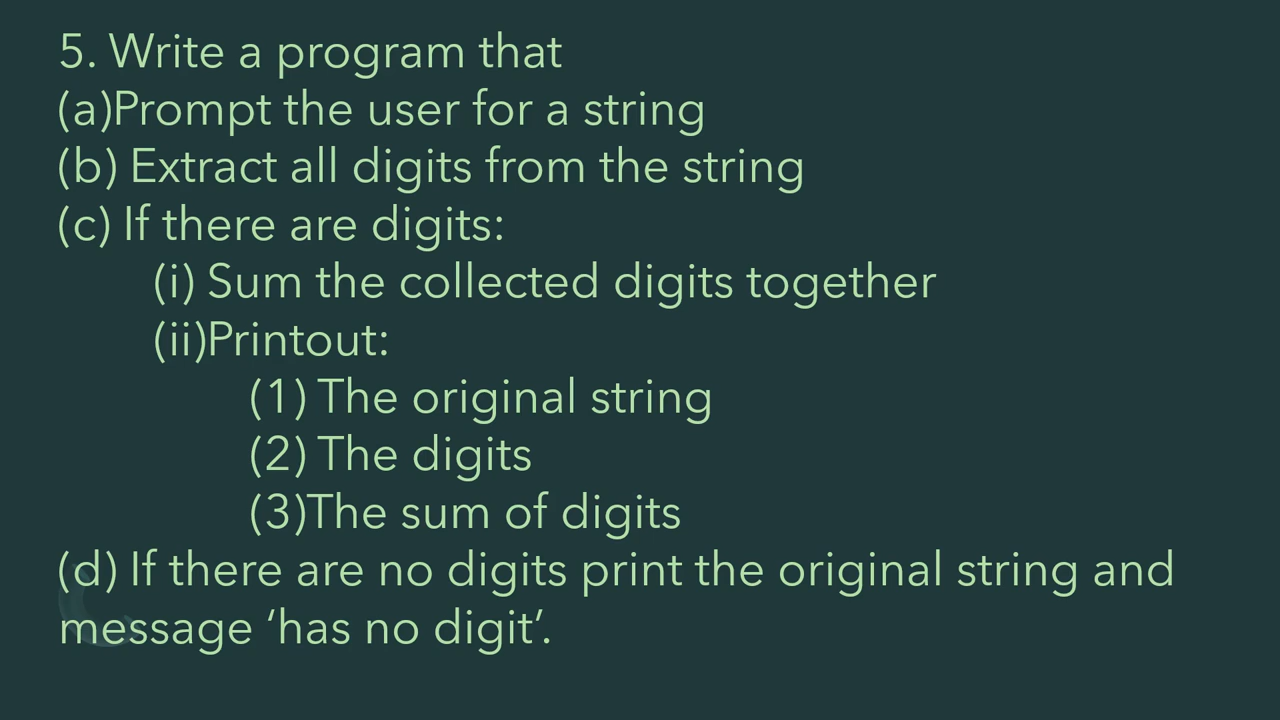 5. Write a program that
(a)Prompt the user for a string
(b) Extract all digits from the string
(c) If there are digits:
(i) Sum the collected digits together
(ii)Printout:
(1) The original string
(2) The digits
(3)The sum of digits
(d) If there are no digits print the original string and
message ‘has no digit’.